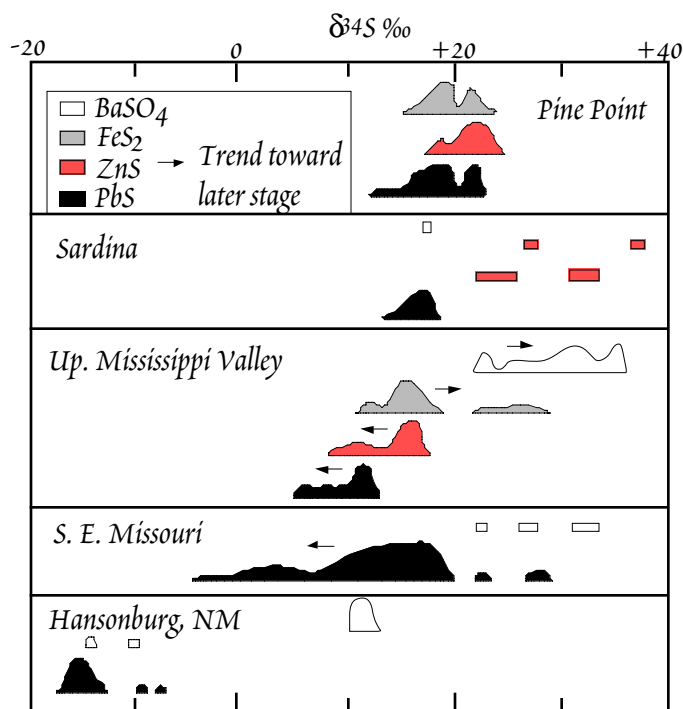 δ³⁴S ‰
-20 0 +20 +40
BaSO₄
FeS₂
ZnS
PbS
→ Trend toward
later stage
Pine Point
Sardina
Up. Mississippi Valley
S. E. Missouri
Hansonburg, NM